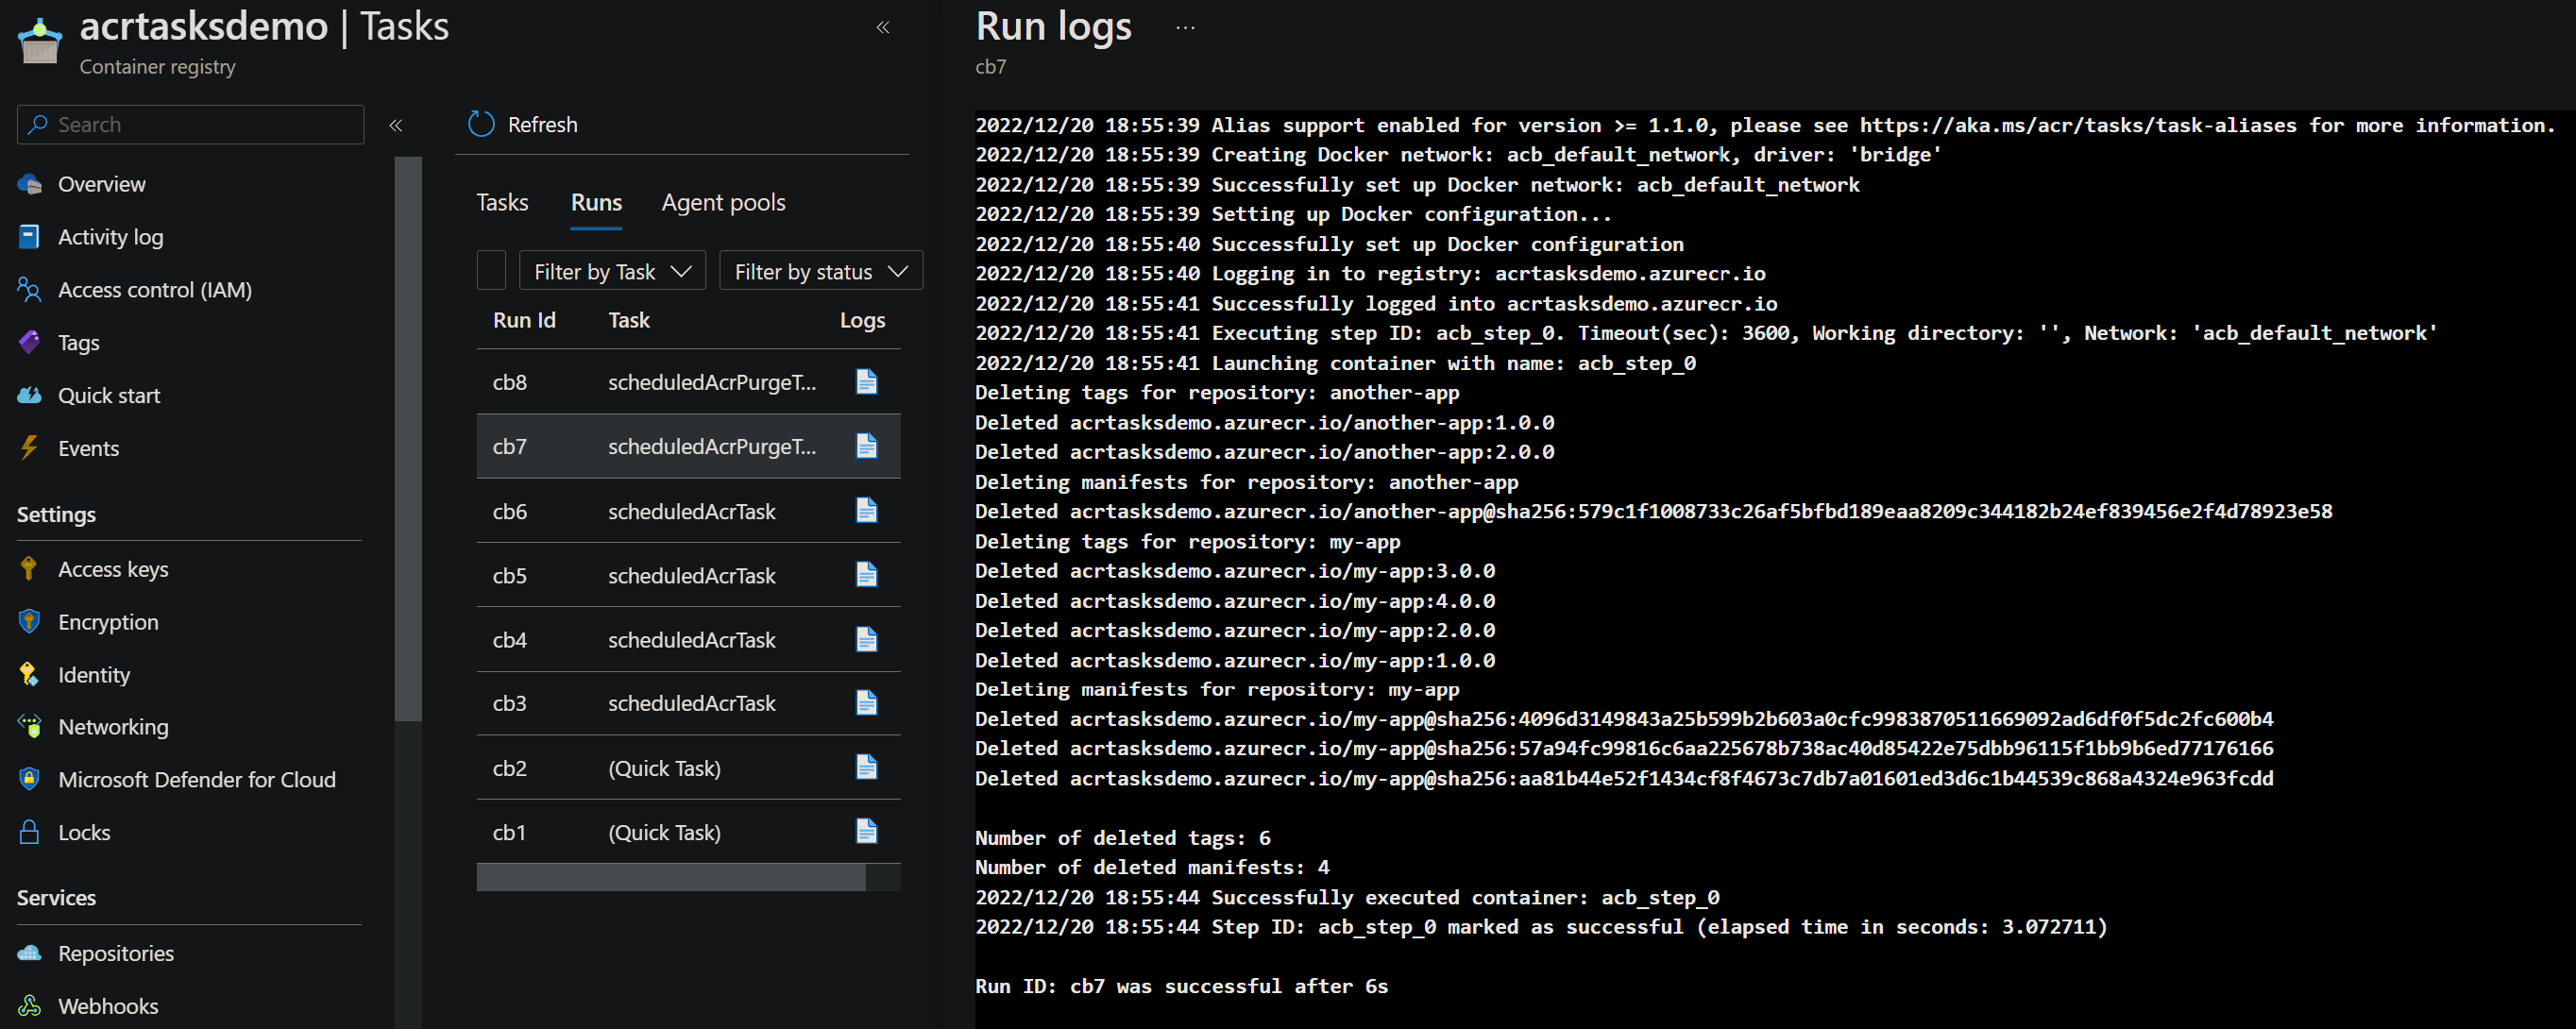 acrtasksdemo | Tasks
Container registry
«
Search
«
Overview
Activity log
Access control (IAM)
Tags
Quick start
Events
Settings
Access keys
Encryption
Identity
Networking
Microsoft Defender for Cloud
Locks
Services
Repositories
Webhooks
Refresh
Tasks Runs Agent pools
Filter by Task Filter by status
Run Id Task Logs
cb8 scheduledAcrPurgeT...
cb7 scheduledAcrPurgeT...
cb6 scheduledAcrTask
cb5 scheduledAcrTask
cb4 scheduledAcrTask
cb3 scheduledAcrTask
cb2 (Quick Task)
cb1 (Quick Task)
Run logs ...
cb7
2022/12/20 18:55:39 Alias support enabled for version >= 1.1.0, please see https://aka.ms/acr/tasks/task-aliases for more information.
2022/12/20 18:55:39 Creating Docker network: acb_default_network, driver: 'bridge'
2022/12/20 18:55:39 Successfully set up Docker network: acb_default_network
2022/12/20 18:55:39 Setting up Docker configuration...
2022/12/20 18:55:40 Successfully set up Docker configuration
2022/12/20 18:55:40 Logging in to registry: acrtasksdemo.azurecr.io
2022/12/20 18:55:41 Successfully logged into acrtasksdemo.azurecr.io
2022/12/20 18:55:41 Executing step ID: acb_step_0. Timeout(sec): 3600, Working directory: '', Network: 'acb_default_network'
2022/12/20 18:55:41 Launching container with name: acb_step_0
Deleting tags for repository: another-app
Deleted acrtasksdemo.azurecr.io/another-app:1.0.0
Deleted acrtasksdemo.azurecr.io/another-app:2.0.0
Deleting manifests for repository: another-app
Deleted acrtasksdemo.azurecr.io/another-app@sha256:579c1f1008733c26af5bfbd189eaa8209c344182b24ef839456e2f4d78923e58
Deleting tags for repository: my-app
Deleted acrtasksdemo.azurecr.io/my-app:3.0.0
Deleted acrtasksdemo.azurecr.io/my-app:4.0.0
Deleted acrtasksdemo.azurecr.io/my-app:2.0.0
Deleted acrtasksdemo.azurecr.io/my-app:1.0.0
Deleting manifests for repository: my-app
Deleted acrtasksdemo.azurecr.io/my-app@sha256:4096d3149843a25b599b2b603a0cfc9983870511669092ad6df0f5dc2fc600b4
Deleted acrtasksdemo.azurecr.io/my-app@sha256:57a94fc99816c6aa225678b738ac40d85422e75dbb96115f1bb9b6ed77176166
Deleted acrtasksdemo.azurecr.io/my-app@sha256:aa81b44e52f1434cf8f4673c7db7a01601ed3d6c1b44539c868a4324e963fcdd
Number of deleted tags: 6
Number of deleted manifests: 4
2022/12/20 18:55:44 Successfully executed container: acb_step_0
2022/12/20 18:55:44 Step ID: acb_step_0 marked as successful (elapsed time in seconds: 3.072711)
Run ID: cb7 was successful after 6s